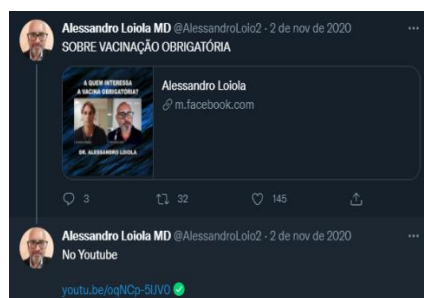 Alessandro Loiola MD @AlessandroLoio2 · 2 de nov de 2020
SOBRE VACINAÇÃO OBRIGATÓRIA
A QUEM INTERESSA
A VACINA OBRIGATÓRIA?
DR. ALESSANDRO LOIOLA
Alessandro Loiola
m.facebook.com
3 32 145
Alessandro Loiola MD @AlessandroLoio2 · 2 de nov de 2020
No Youtube
youtu.be/oqNCp-5IJV0